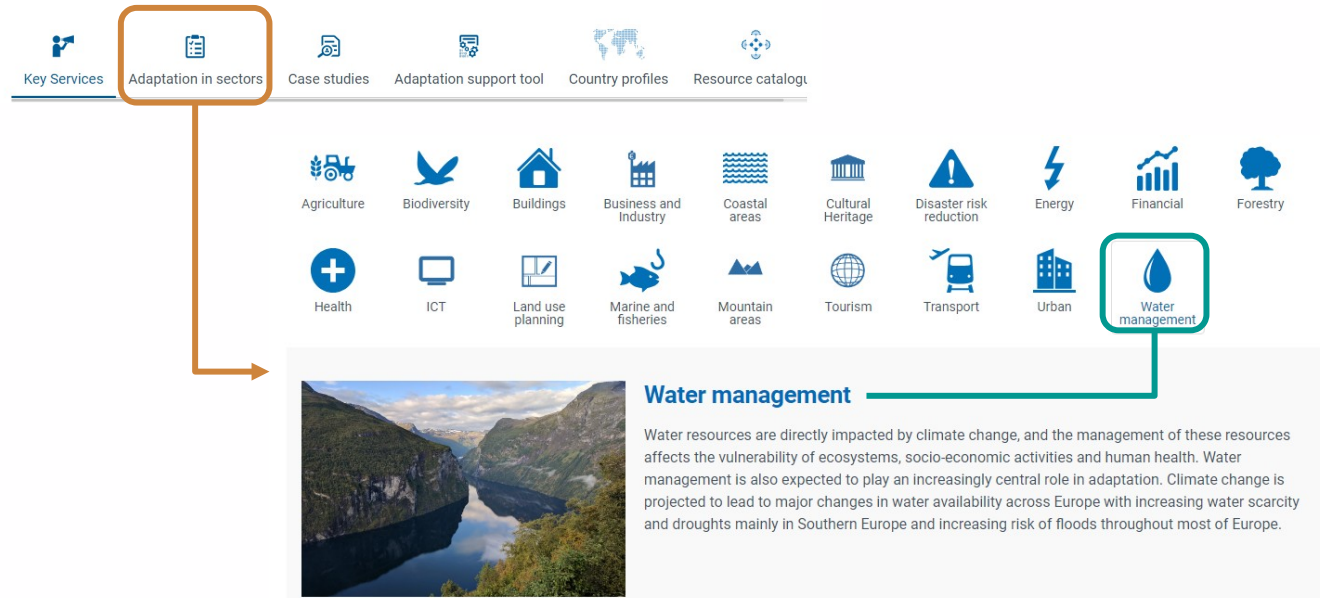 Key Services
Adaptation in sectors
Case studies
Adaptation support tool
Country profiles
Resource catalogu
Agriculture
Biodiversity
Buildings
Business and
Industry
Coastal
areas
Cultural
Heritage
Disaster risk
reduction
Energy
Financial
Forestry
Health
ICT
Land use
planning
Marine and
fisheries
Mountain
areas
Tourism
Transport
Urban
Water
management
Water management
Water resources are directly impacted by climate change, and the management of these resources
affects the vulnerability of ecosystems, socio-economic activities and human health. Water
management is also expected to play an increasingly central role in adaptation. Climate change is
projected to lead to major changes in water availability across Europe with increasing water scarcity
and droughts mainly in Southern Europe and increasing risk of floods throughout most of Europe.